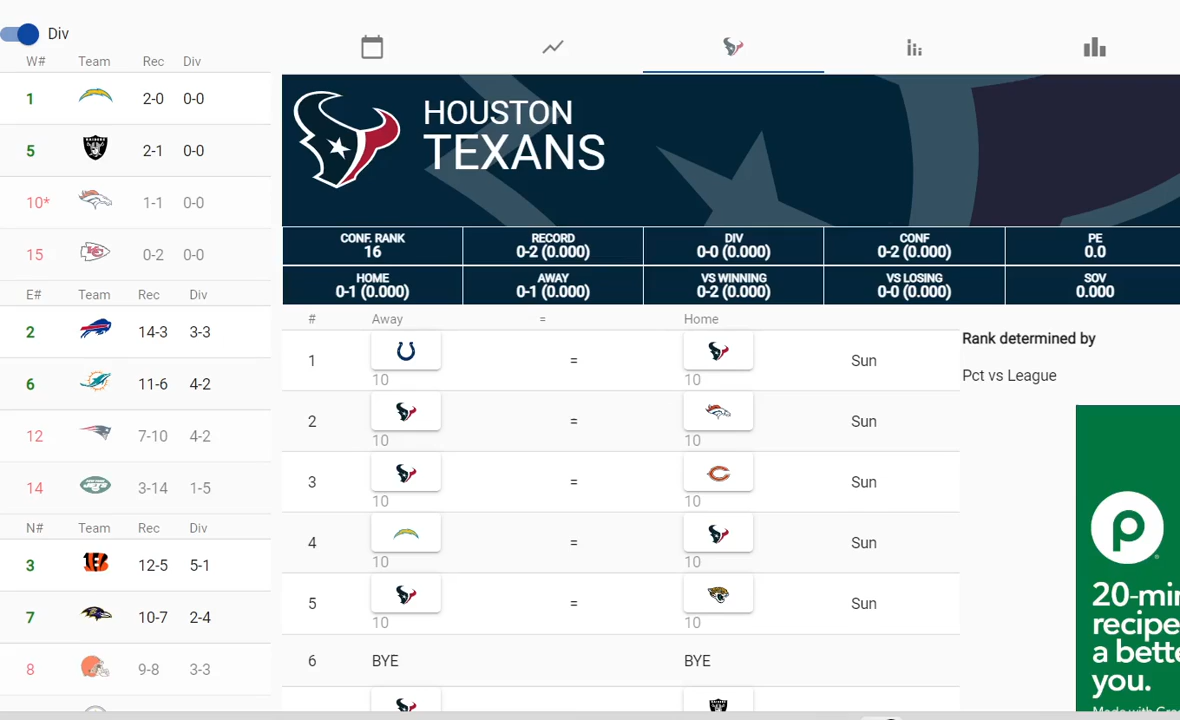 Div
W# Team Rec Div
1 2-0 0-0
5 RAIDERS 2-1 0-0
10* 1-1 0-0
15 KC 0-2 0-0
E# Team Rec Div
2 14-3 3-3
6 11-6 4-2
12 7-10 4-2
14 JETS 3-14 1-5
N# Team Rec Div
3 12-5 5-1
7 10-7 2-4
8 9-8 3-3
HOUSTON
TEXANS
CONF. RANK RECORD DIV CONF PE
16 0-2 (0.000) 0-0 (0.000) 0-2 (0.000) 0.0
HOME AWAY VS WINNING VS LOSING SOV
0-1 (0.000) 0-1 (0.000) 0-2 (0.000) 0-0 (0.000) 0.000
# Away = Home
1 = Sun
10 10
2 = Sun
10 10
3 = Sun
10 10
4 = Sun
10 10
5 = Sun
10 10
6 BYE BYE
Rank determined by
Pct vs League
P
20-min
recipe
a bette
you.